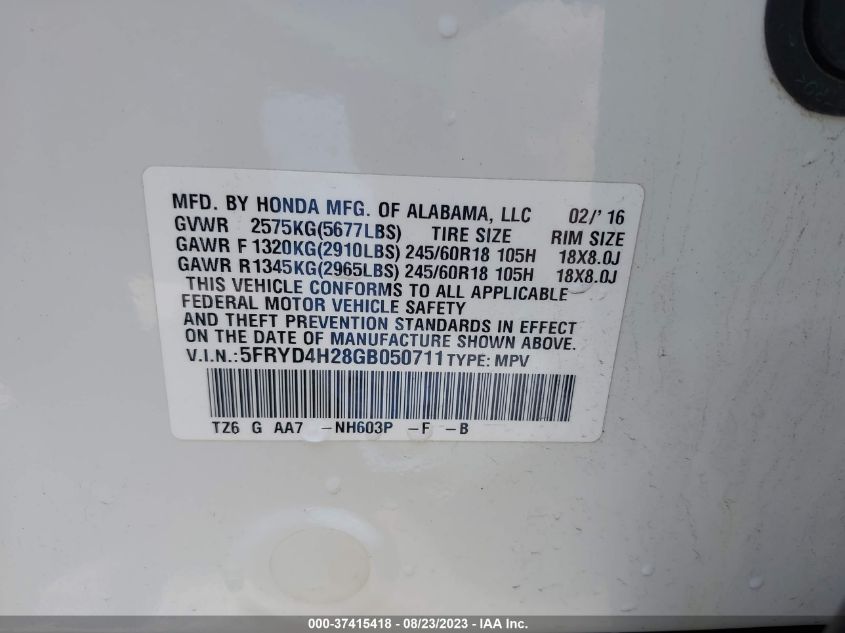 MFD. BY HONDA MFG. OF ALABAMA, LLC 02/' 16
GVWR 2575KG(5677LBS) TIRE SIZE RIM SIZE
GAWR F 1320KG(2910LBS) 245/60R18 105H 18X8.0J
GAWR R1345KG(2965LBS) 245/60R18 105H 18X8.0J
THIS VEHICLE CONFORMS TO ALL APPLICABLE
FEDERAL MOTOR VEHICLE SAFETY
AND THEFT PREVENTION STANDARDS IN EFFECT
ON THE DATE OF MANUFACTURE SHOWN ABOVE.
V.I.N.:5FRYD4H28GB050711 TYPE: MPV
TZ6 G AA7 -NH603P -F -B
000-37415418 - 08/23/2023 - IAA Inc.